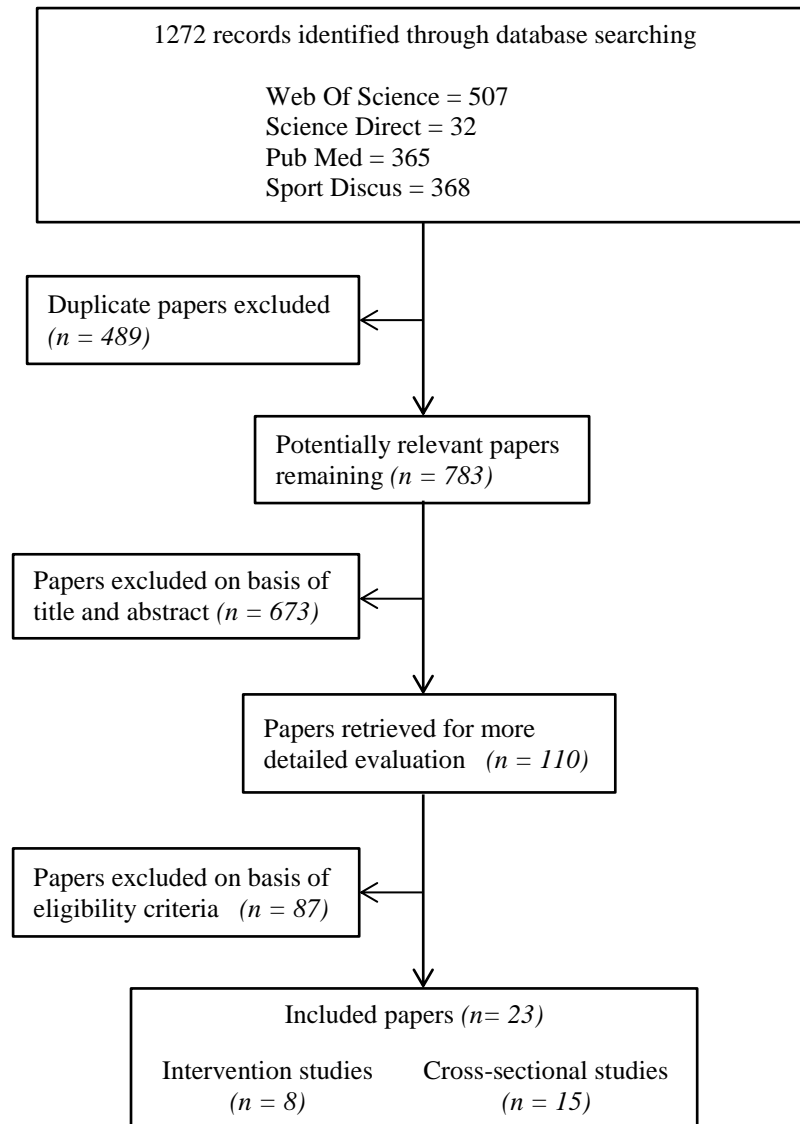 1272 records identified through database searching
Web Of Science = 507
Science Direct = 32
Pub Med = 365
Sport Discus = 368
Duplicate papers excluded
(n = 489)
Potentially relevant papers
remaining (n = 783)
Papers excluded on basis of
title and abstract (n = 673)
Papers retrieved for more
detailed evaluation (n = 110)
Papers excluded on basis of
eligibility criteria (n = 87)
Included papers (n= 23)
Intervention studies Cross-sectional studies
(n = 8) (n = 15)